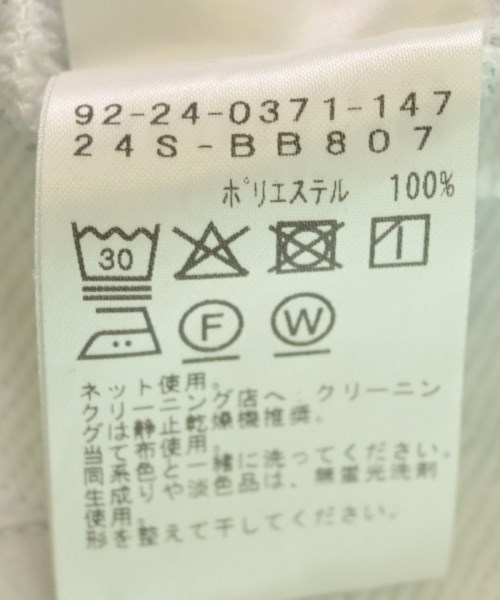 92-24-0371-147
24S-BB807
ポリエステル 100%
30
F W
ネット使用。
クリーニング店へ クリーニン
グは静止乾燥機推奨。
当て布使用。
同系色と一緒に洗ってください。
生成りや淡色品は、無蛍光洗剤
使用。
形を整えて干してください。